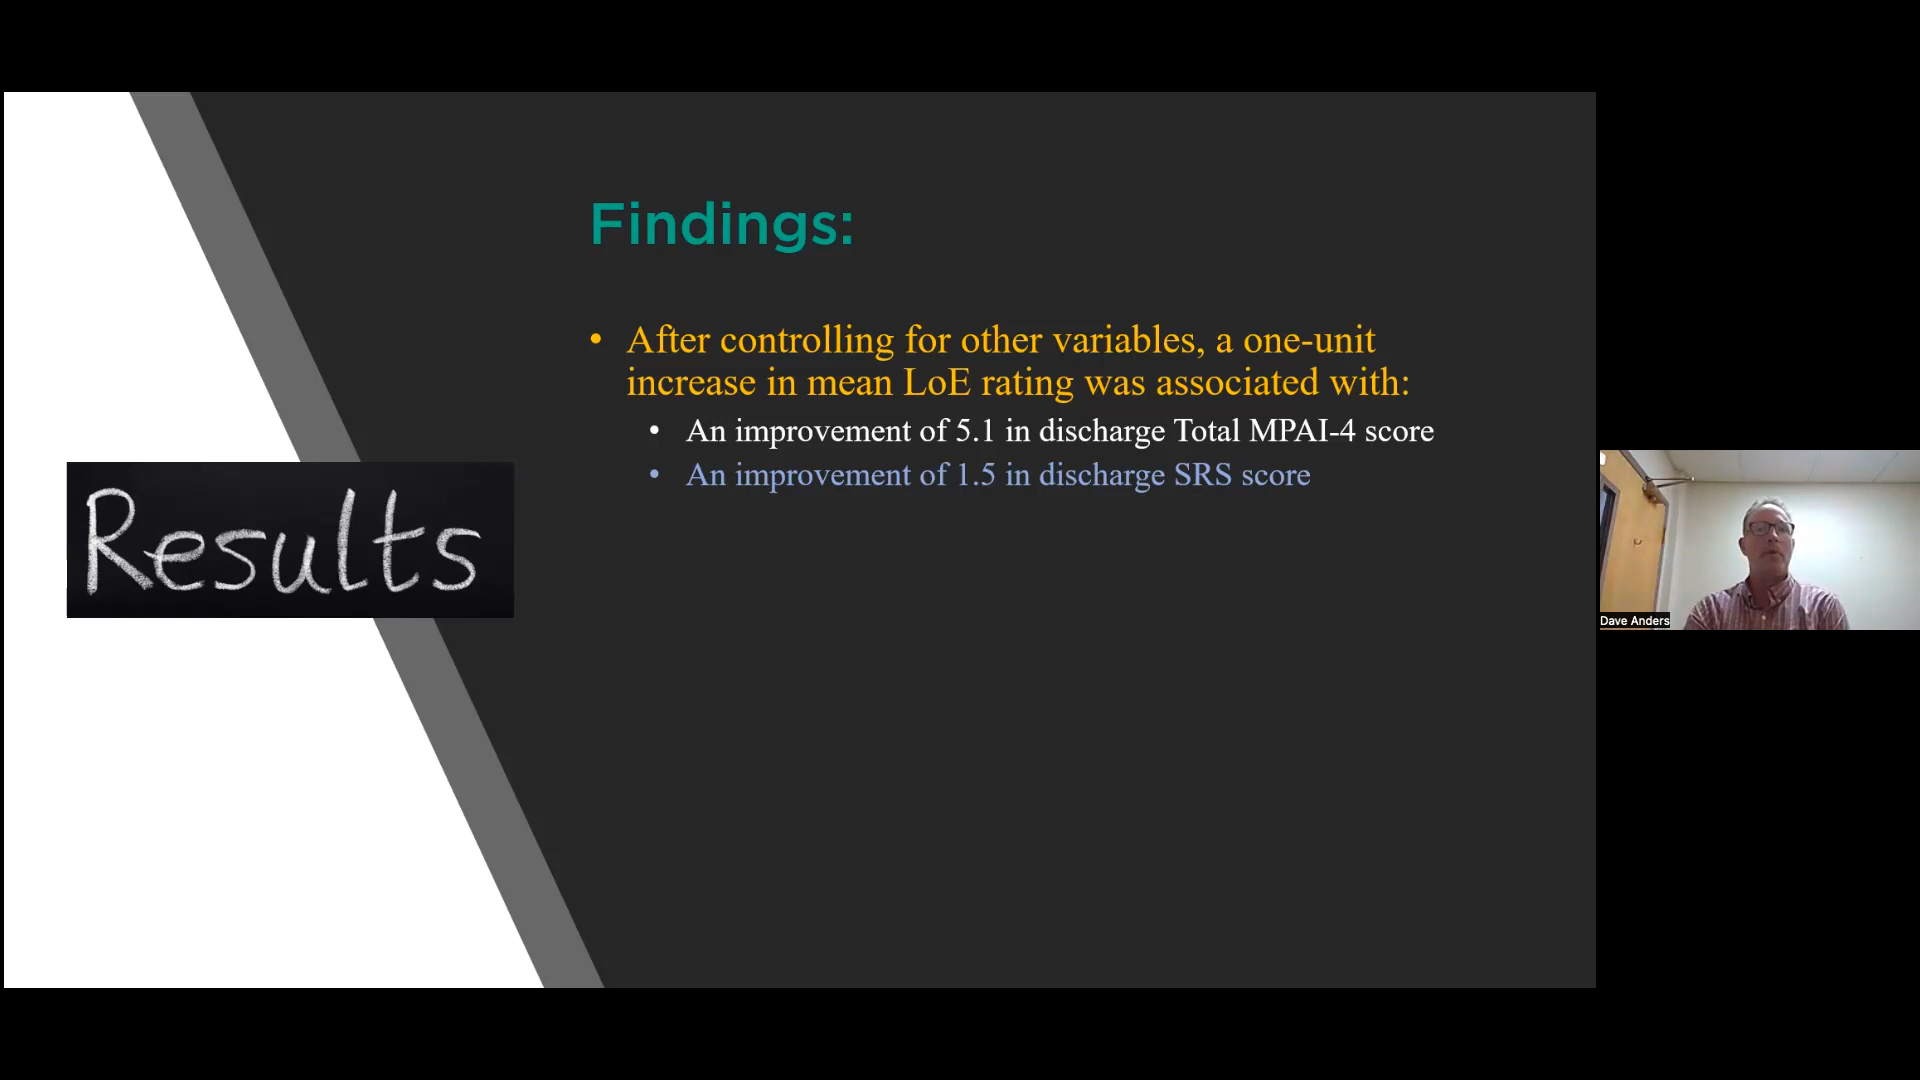 Findings:
• After controlling for other variables, a one-unit
increase in mean LoE rating was associated with:
• An improvement of 5.1 in discharge Total MPAI-4 score
• An improvement of 1.5 in discharge SRS score
Results
Dave Anders